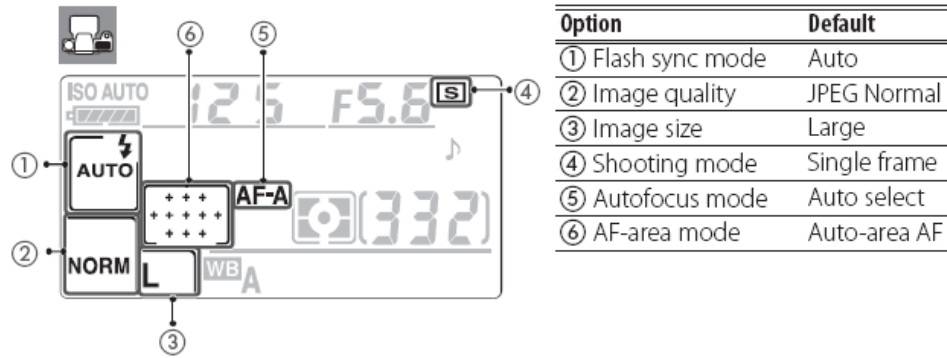 ⑥ ⑤
ISO AUTO 125 F5.6 S ④
① AUTO
AF-A
(332)
② NORM L WB A
③
Option Default
① Flash sync mode Auto
② Image quality JPEG Normal
③ Image size Large
④ Shooting mode Single frame
⑤ Autofocus mode Auto select
⑥ AF-area mode Auto-area AF